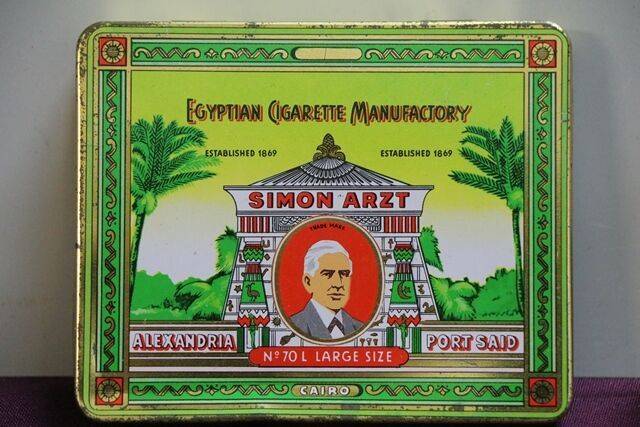 EGYPTIAN CIGARETTE MANUFACTORY
ESTABLISHED 1869 ESTABLISHED 1869
SIMON ARZT
TRADE MARK
ALEXANDRIA PORT SAID
Nº 70 L LARGE SIZE
CAIRO